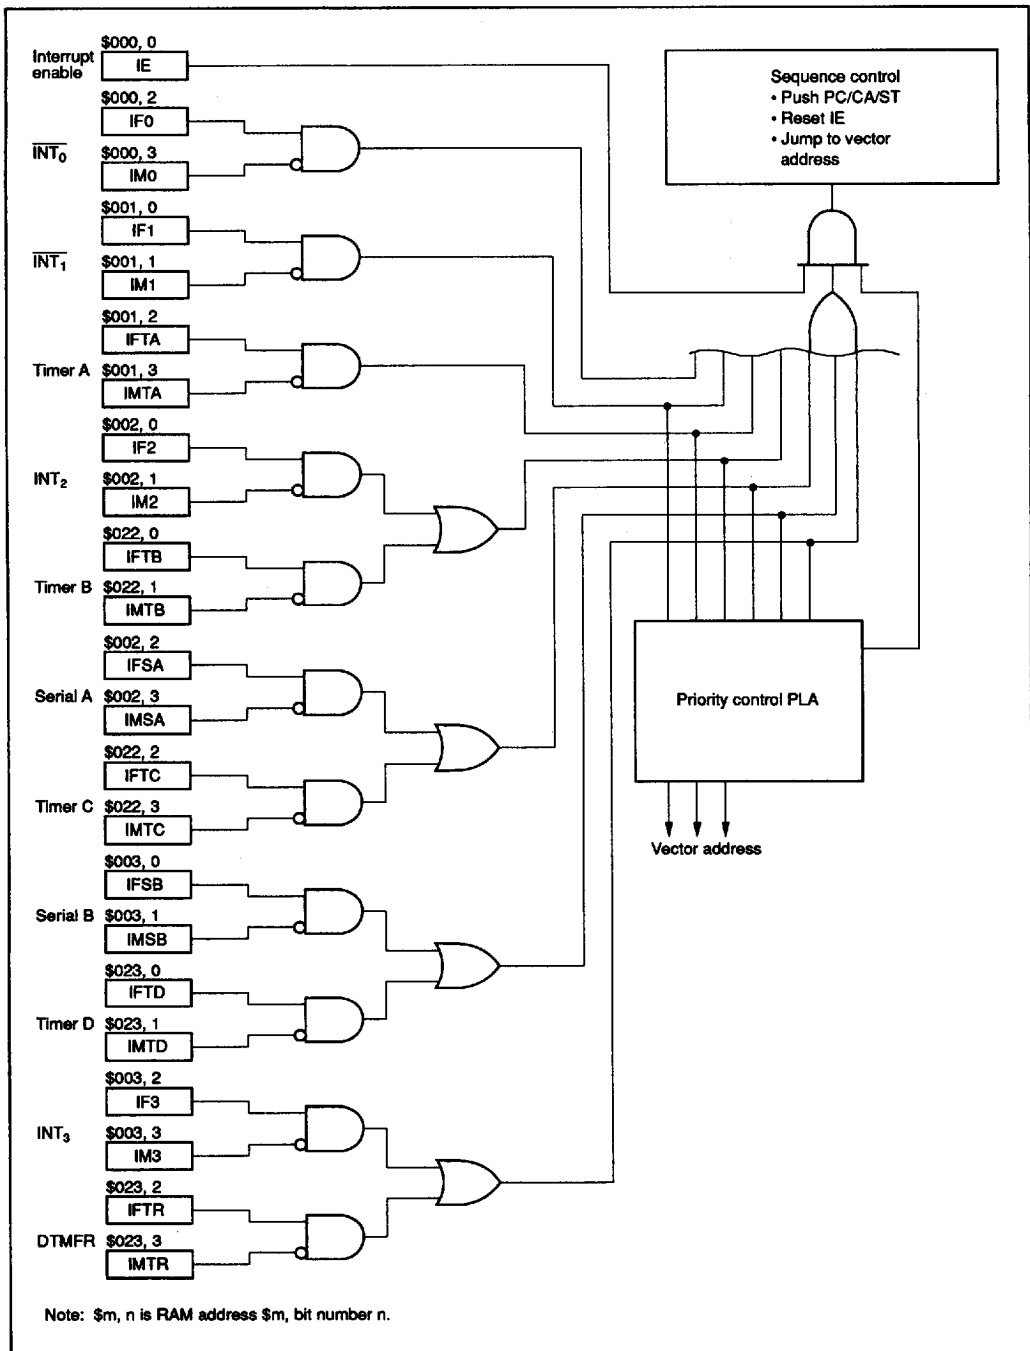 $000, 0
Interrupt
enable
IE
$000, 2
IF0
INT0
$000, 3
IM0
$001, 0
IF1
INT1
$001, 1
IM1
$001, 2
IFTA
Timer A
$001, 3
IMTA
$002, 0
IF2
INT2
$002, 1
IM2
$022, 0
IFTB
Timer B
$022, 1
IMTB
$002, 2
IFSA
Serial A
$002, 3
IMSA
$022, 2
IFTC
Timer C
$022, 3
IMTC
$003, 0
IFSB
Serial B
$003, 1
IMSB
$023, 0
IFTD
Timer D
$023, 1
IMTD
$003, 2
IF3
INT3
$003, 3
IM3
$023, 2
IFTR
DTMFR
$023, 3
IMTR
Sequence control
• Push PC/CA/ST
• Reset IE
• Jump to vector
address
Priority control PLA
Vector address
Note: $m, n is RAM address $m, bit number n.